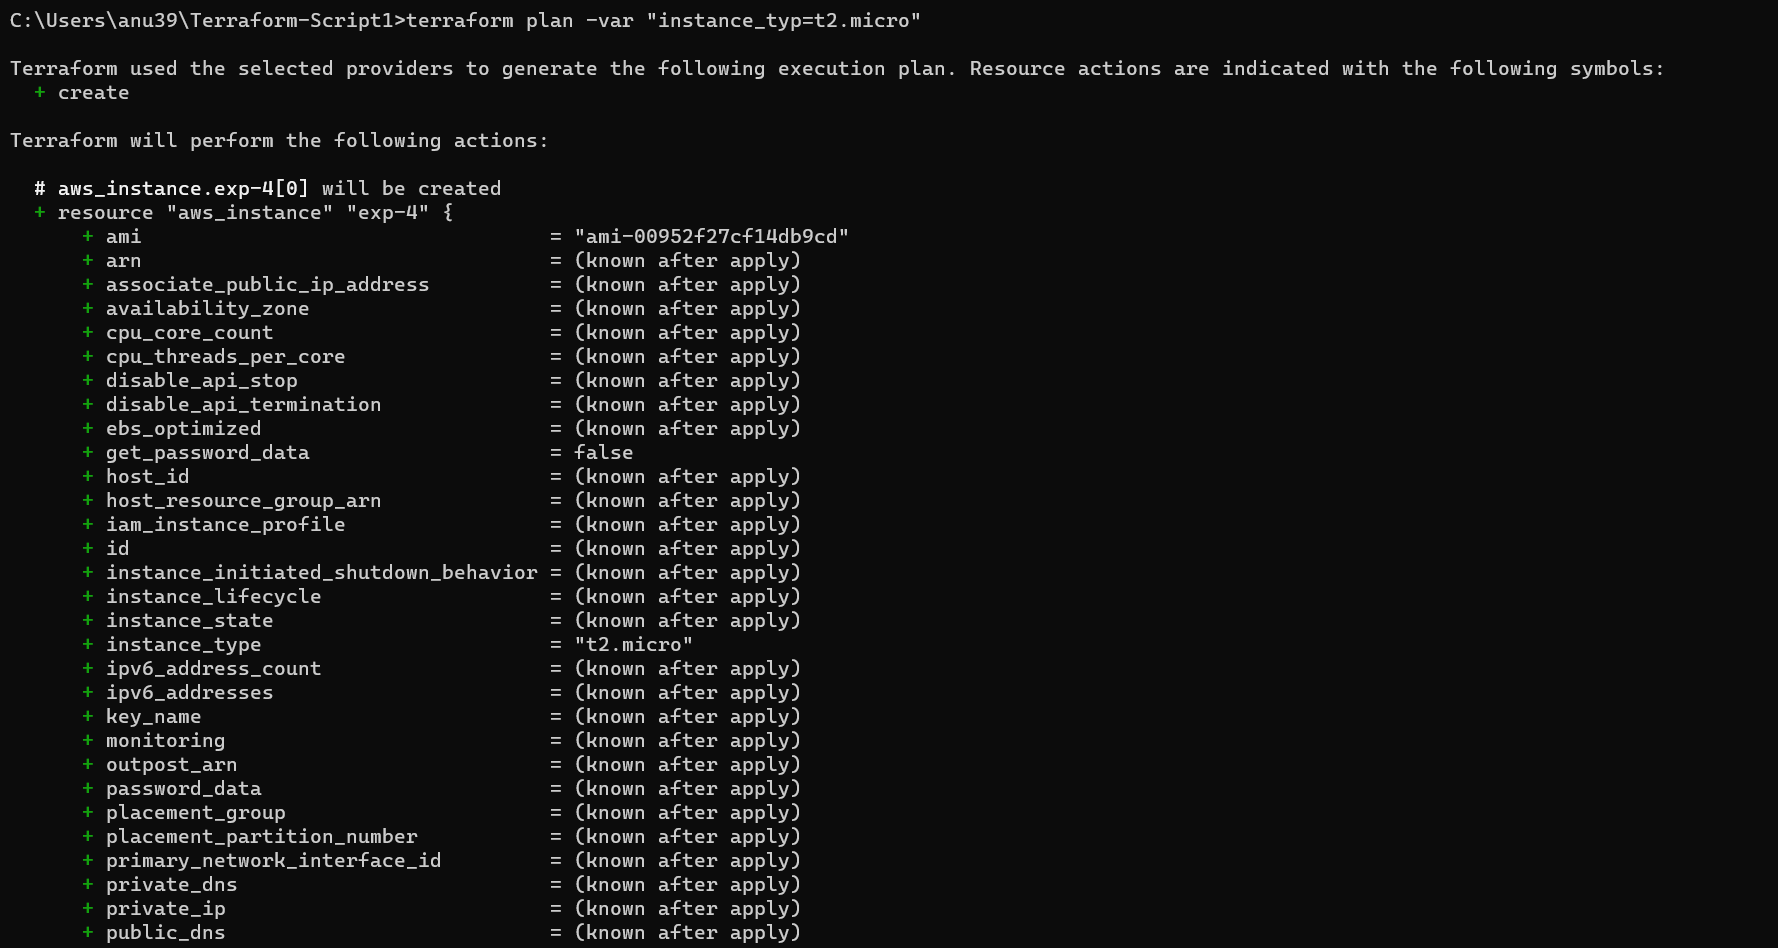 C:\Users\anu39\Terraform-Script1>terraform plan -var "instance_typ=t2.micro"
Terraform used the selected providers to generate the following execution plan. Resource actions are indicated with the following symbols:
+ create
Terraform will perform the following actions:
# aws_instance.exp-4[0] will be created
+ resource "aws_instance" "exp-4" {
+ ami = "ami-00952f27cf14db9cd"
+ arn = (known after apply)
+ associate_public_ip_address = (known after apply)
+ availability_zone = (known after apply)
+ cpu_core_count = (known after apply)
+ cpu_threads_per_core = (known after apply)
+ disable_api_stop = (known after apply)
+ disable_api_termination = (known after apply)
+ ebs_optimized = (known after apply)
+ get_password_data = false
+ host_id = (known after apply)
+ host_resource_group_arn = (known after apply)
+ iam_instance_profile = (known after apply)
+ id = (known after apply)
+ instance_initiated_shutdown_behavior = (known after apply)
+ instance_lifecycle = (known after apply)
+ instance_state = (known after apply)
+ instance_type = "t2.micro"
+ ipv6_address_count = (known after apply)
+ ipv6_addresses = (known after apply)
+ key_name = (known after apply)
+ monitoring = (known after apply)
+ outpost_arn = (known after apply)
+ password_data = (known after apply)
+ placement_group = (known after apply)
+ placement_partition_number = (known after apply)
+ primary_network_interface_id = (known after apply)
+ private_dns = (known after apply)
+ private_ip = (known after apply)
+ public_dns = (known after apply)